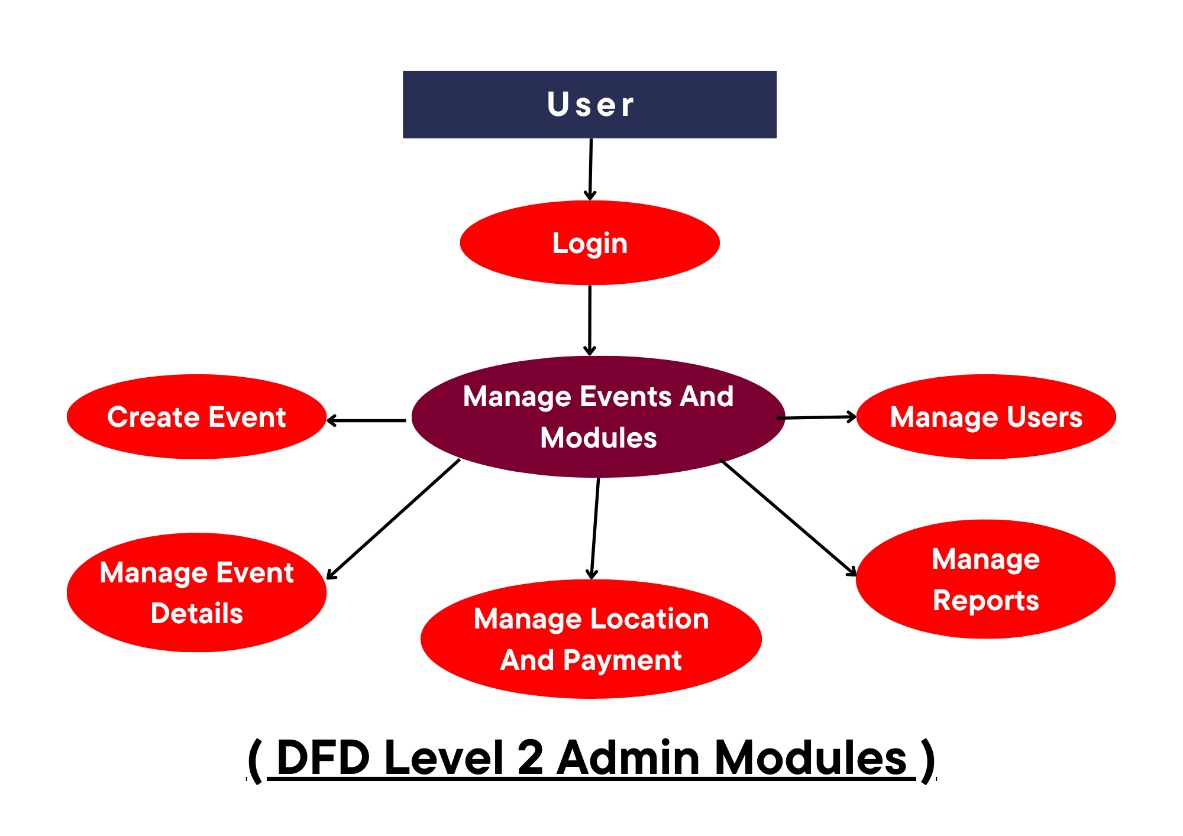 User
Login
Manage Events And
Modules
Create Event
Manage Users
Manage Event
Details
Manage Location
And Payment
Manage
Reports
( DFD Level 2 Admin Modules )